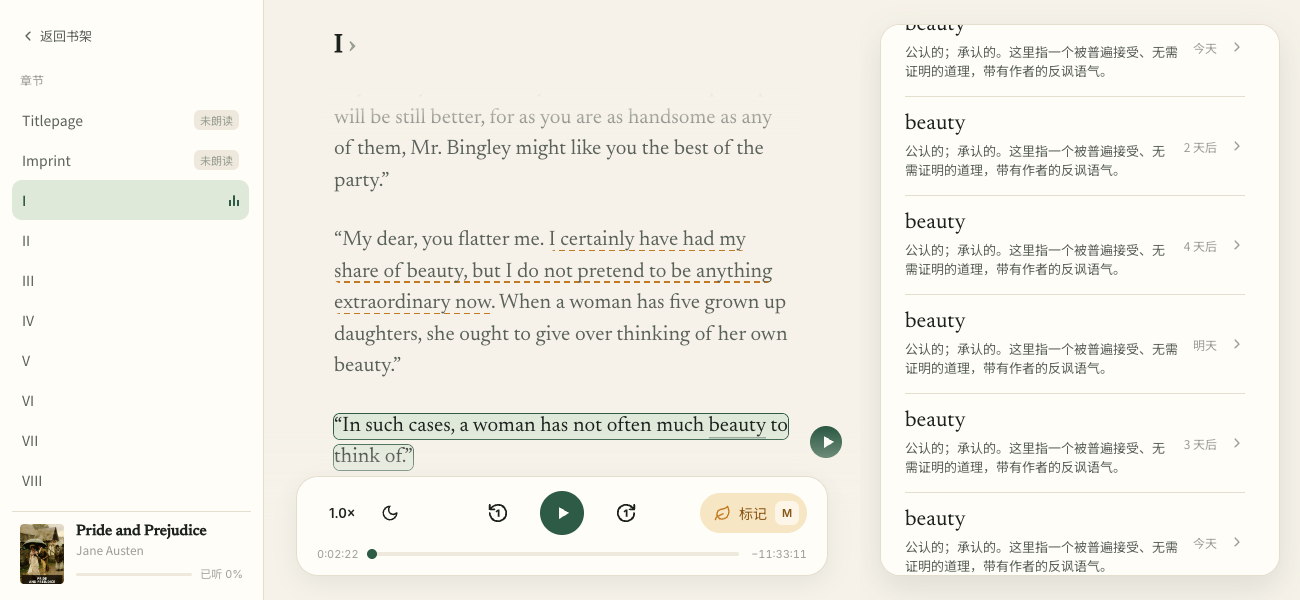 返回书架
章节
Titlepage 未朗读
Imprint 未朗读
I
II
III
IV
V
VI
VII
VIII
Pride and Prejudice
Jane Austen
已听 0%
I
will be still better, for as you are as handsome as any
of them, Mr. Bingley might like you the best of the
party.”
“My dear, you flatter me. I certainly have had my
share of beauty, but I do not pretend to be anything
extraordinary now. When a woman has five grown up
daughters, she ought to give over thinking of her own
beauty.”
“In such cases, a woman has not often much beauty to
think of.”
1.0×
1
1
标记 M
0:02:22
−11:33:11
beauty
公认的；承认的。这里指一个被普遍接受、无需
证明的道理，带有作者的反讽语气。
今天
beauty
公认的；承认的。这里指一个被普遍接受、无
需证明的道理，带有作者的反讽语气。
2 天后
beauty
公认的；承认的。这里指一个被普遍接受、无
需证明的道理，带有作者的反讽语气。
4 天后
beauty
公认的；承认的。这里指一个被普遍接受、无需
证明的道理，带有作者的反讽语气。
明天
beauty
公认的；承认的。这里指一个被普遍接受、无
需证明的道理，带有作者的反讽语气。
3 天后
beauty
公认的；承认的。这里指一个被普遍接受、无需
证明的道理，带有作者的反讽语气。
今天